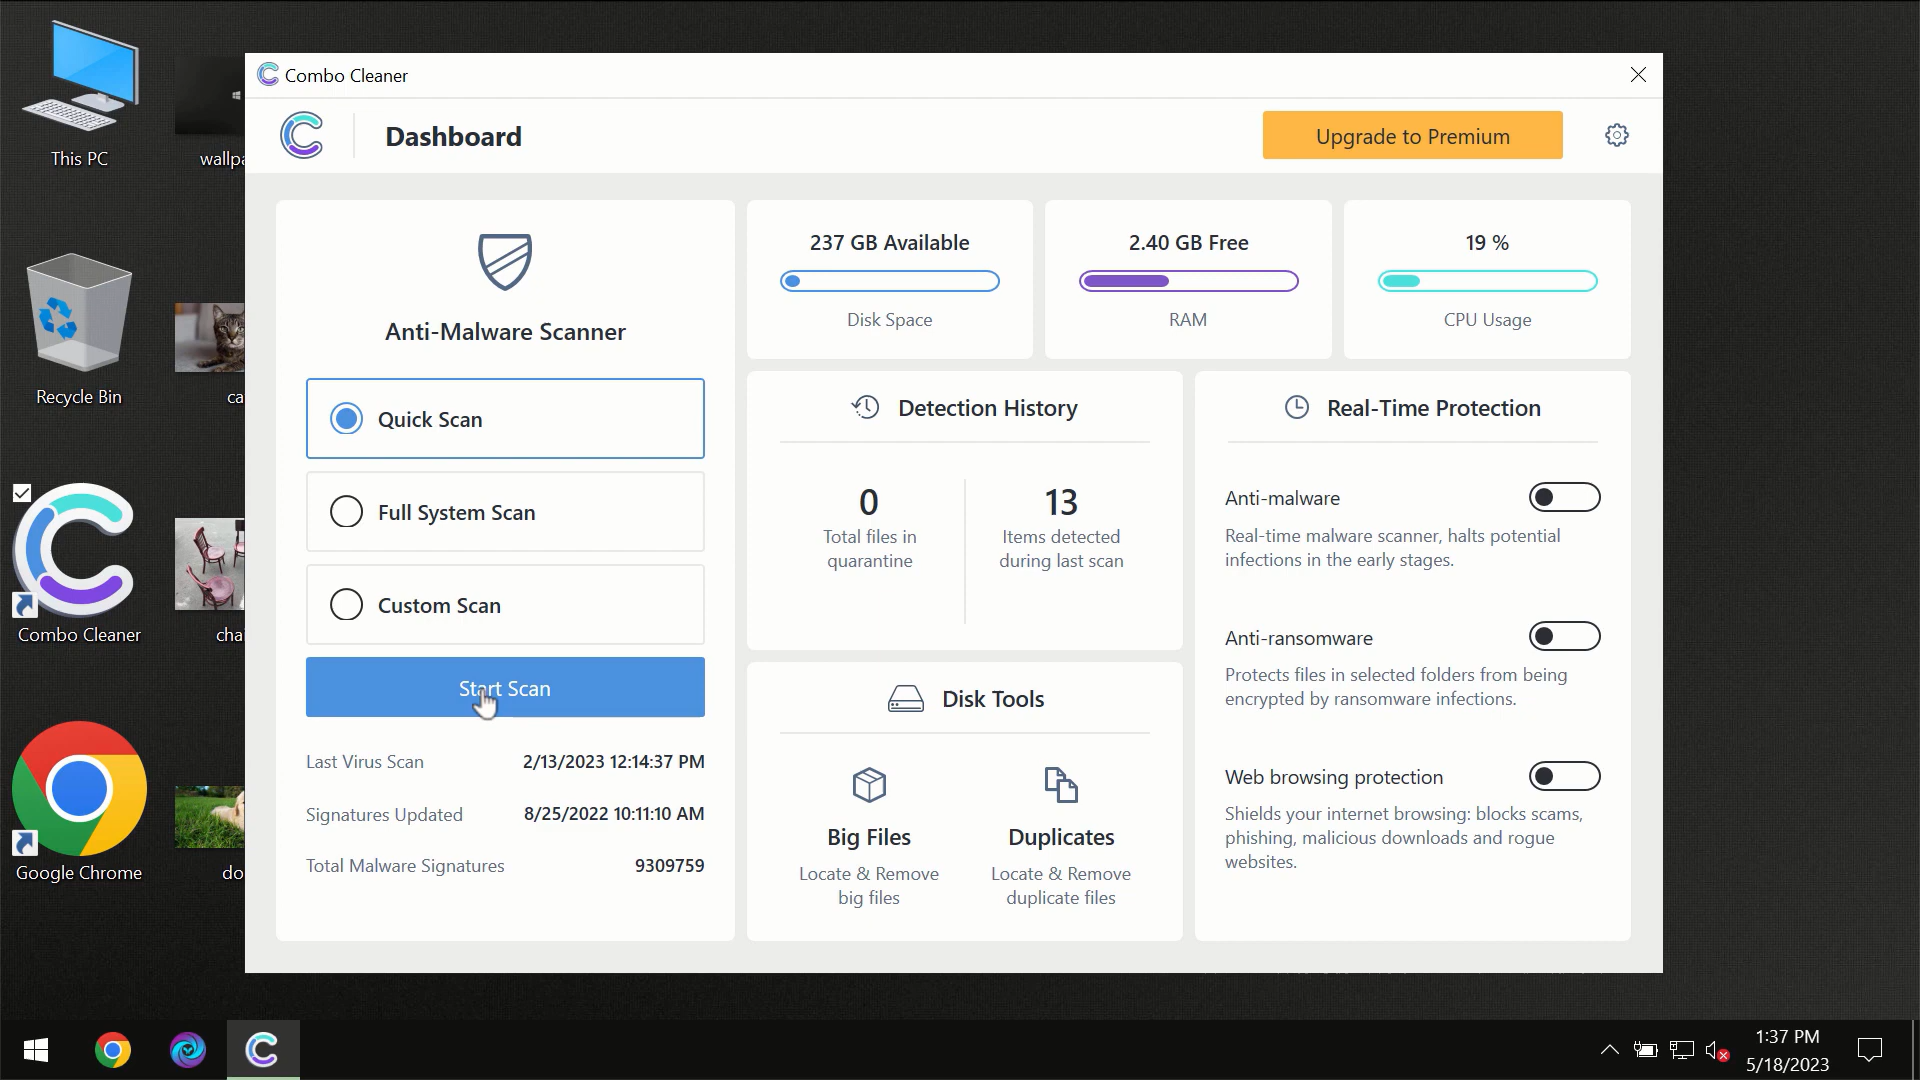 This PC
wallpa
Recycle Bin
ca
Combo Cleaner
chai
Google Chrome
do
Combo Cleaner
Dashboard
Upgrade to Premium
Anti-Malware Scanner
Quick Scan
Full System Scan
Custom Scan
Start Scan
Last Virus Scan 2/13/2023 12:14:37 PM
Signatures Updated 8/25/2022 10:11:10 AM
Total Malware Signatures 9309759
237 GB Available
Disk Space
2.40 GB Free
RAM
19 %
CPU Usage
Detection History
0
Total files in
quarantine
13
Items detected
during last scan
Disk Tools
Big Files
Locate & Remove
big files
Duplicates
Locate & Remove
duplicate files
Real-Time Protection
Anti-malware
Real-time malware scanner, halts potential
infections in the early stages.
Anti-ransomware
Protects files in selected folders from being
encrypted by ransomware infections.
Web browsing protection
Shields your internet browsing: blocks scams,
phishing, malicious downloads and rogue
websites.
1:37 PM
5/18/2023